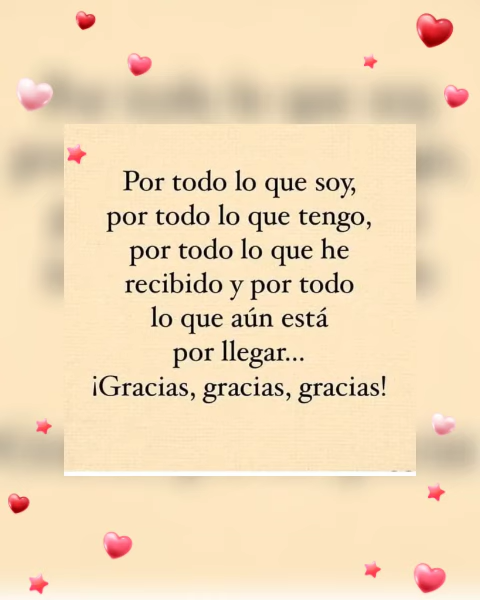 Por todo lo que soy,
por todo lo que tengo,
por todo lo que he
recibido y por todo
lo que aún está
por llegar...
¡Gracias, gracias, gracias!